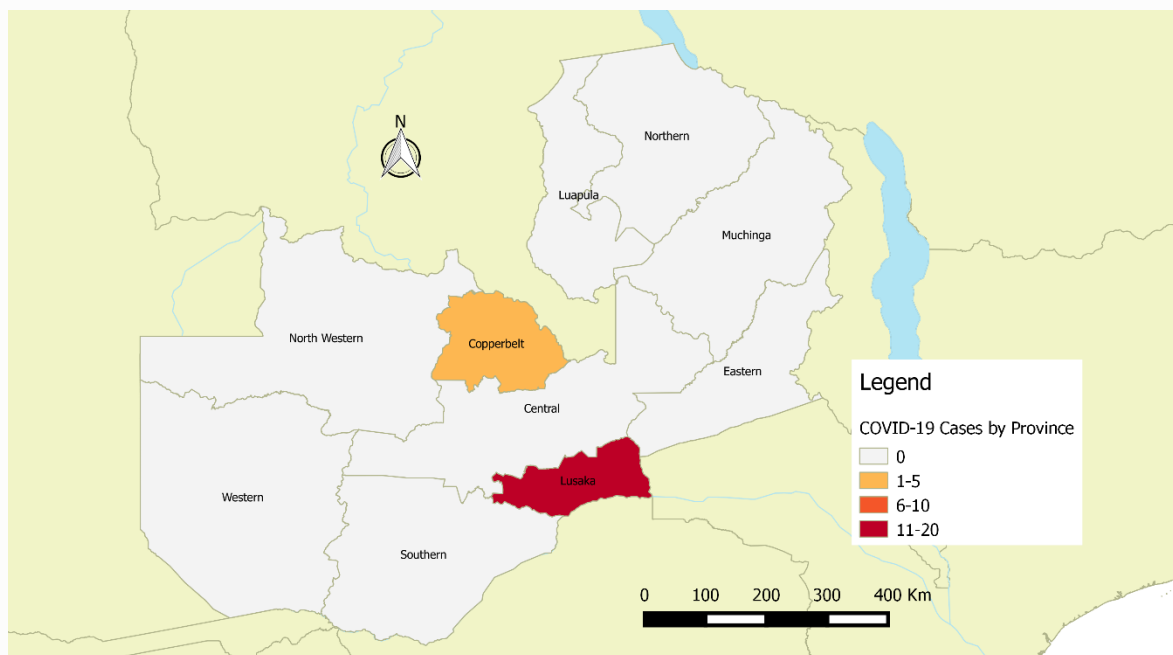 N
Northern
Luapula
Muchinga
North Western
Copperbelt
Eastern
Central
Lusaka
Western
Southern
Legend
COVID-19 Cases by Province
0
1-5
6-10
11-20
0 100 200 300 400 Km